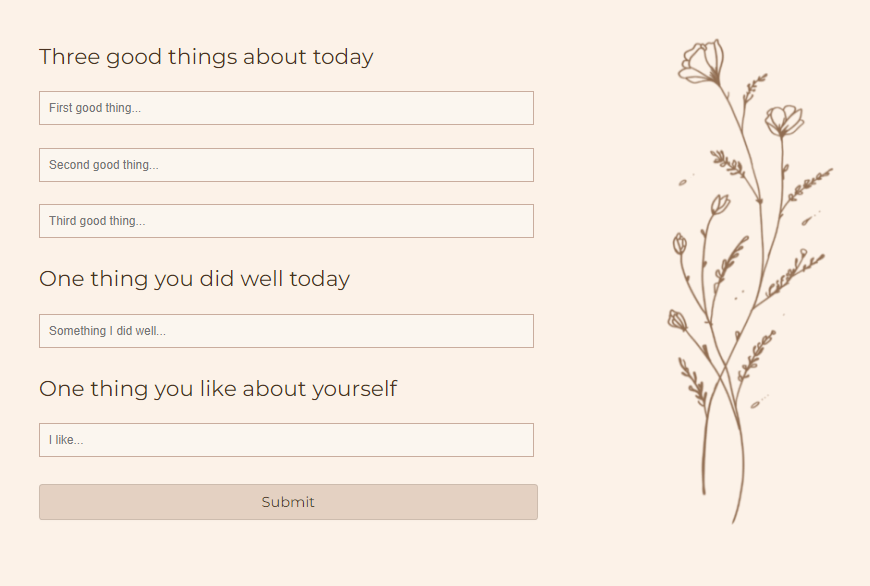 Three good things about today
First good thing...
Second good thing...
Third good thing...
One thing you did well today
Something I did well...
One thing you like about yourself
I like...
Submit